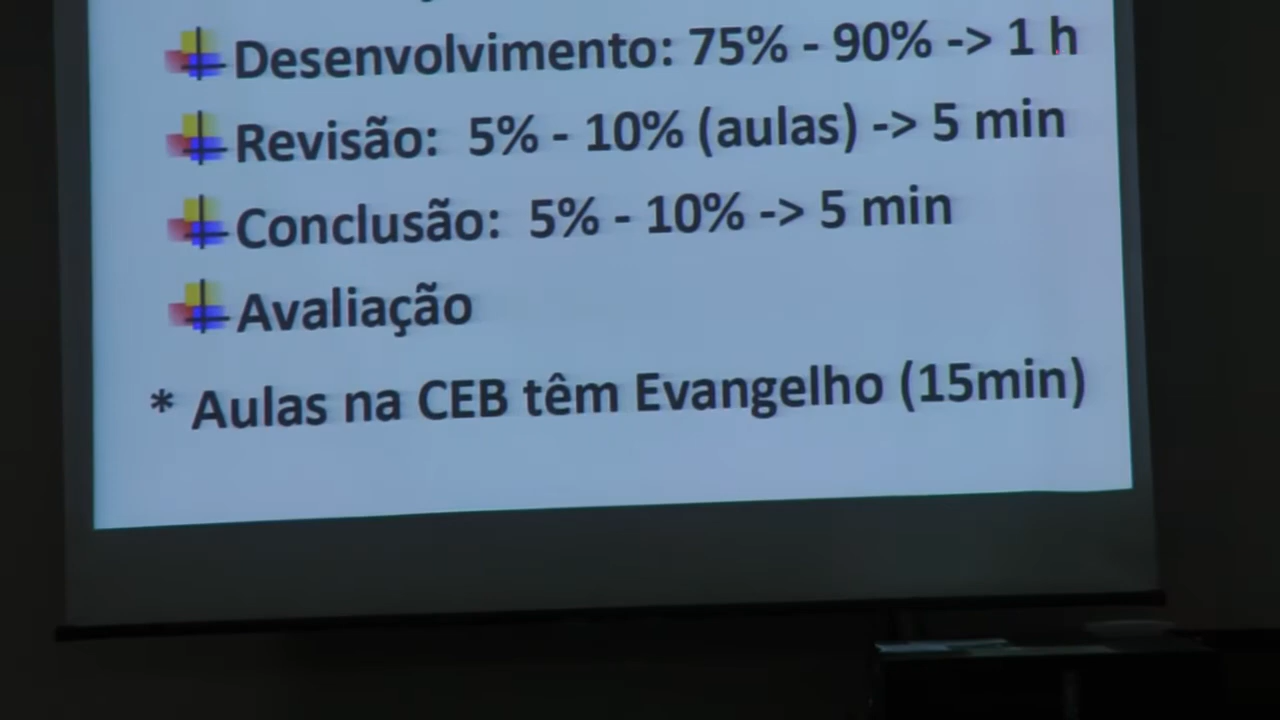 Desenvolvimento: 75% - 90% -> 1 h
Revisão: 5% - 10% (aulas) -> 5 min
Conclusão: 5% - 10% -> 5 min
Avaliação
* Aulas na CEB têm Evangelho (15min)